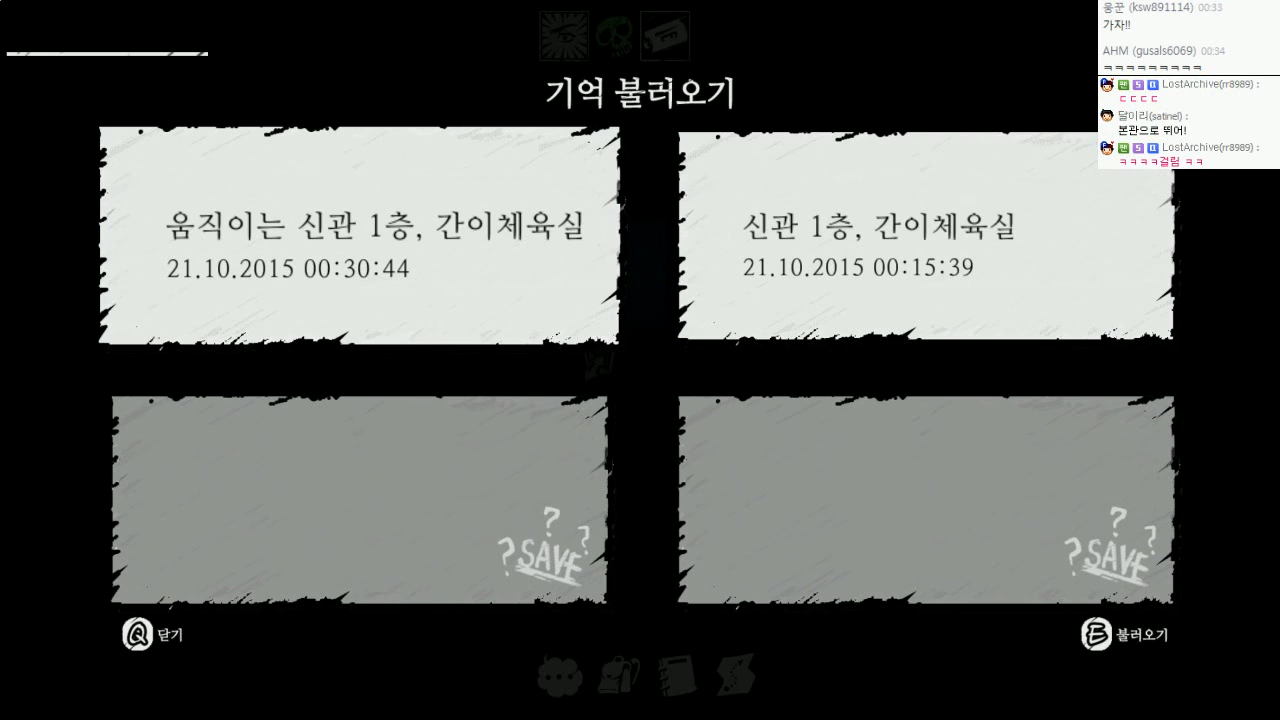 웅꾼 (ksw891114) 00:33
가자!!
AHM (gusals6069) 00:34
ㅋㅋㅋㅋㅋㅋㅋㅋㅋ
팬 S Q LostArchive(rr8989) :
ㄷㄷㄷㄷ
달이리(satinel) :
본관으로 뛰어!
팬 S Q LostArchive(rr8989) :
ㅋㅋㅋㅋ걸림 ㅋㅋ
기억 불러오기
움직이는 신관 1층, 간이체육실
21.10.2015 00:30:44
신관 1층, 간이체육실
21.10.2015 00:15:39
? SAVE ? ?
? SAVE ? ?
Q 닫기
B 불러오기